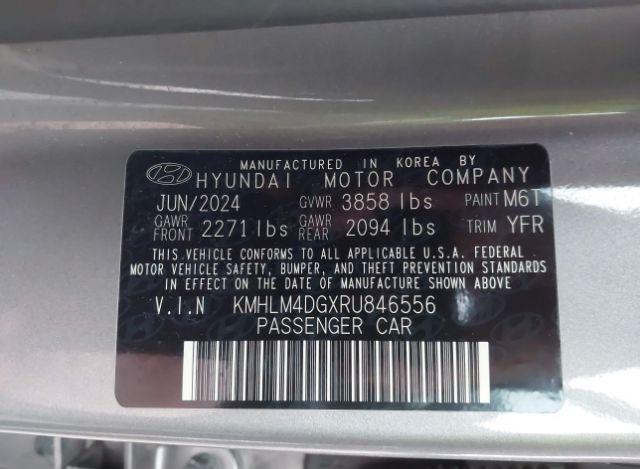 MANUFACTURED IN KOREA BY
HYUNDAI MOTOR COMPANY
JUN/2024 GVWR 3858 lbs PAINT M6T
GAWR FRONT 2271 lbs GAWR REAR 2094 lbs TRIM YFR
THIS VEHICLE CONFORMS TO ALL APPLICABLE U.S.A. FEDERAL
MOTOR VEHICLE SAFETY, BUMPER, AND THEFT PREVENTION STANDARDS
IN EFFECT ON THE DATE OF MANUFACTURE SHOWN ABOVE
V.I.N KMHLM4DGXRU846556
PASSENGER CAR